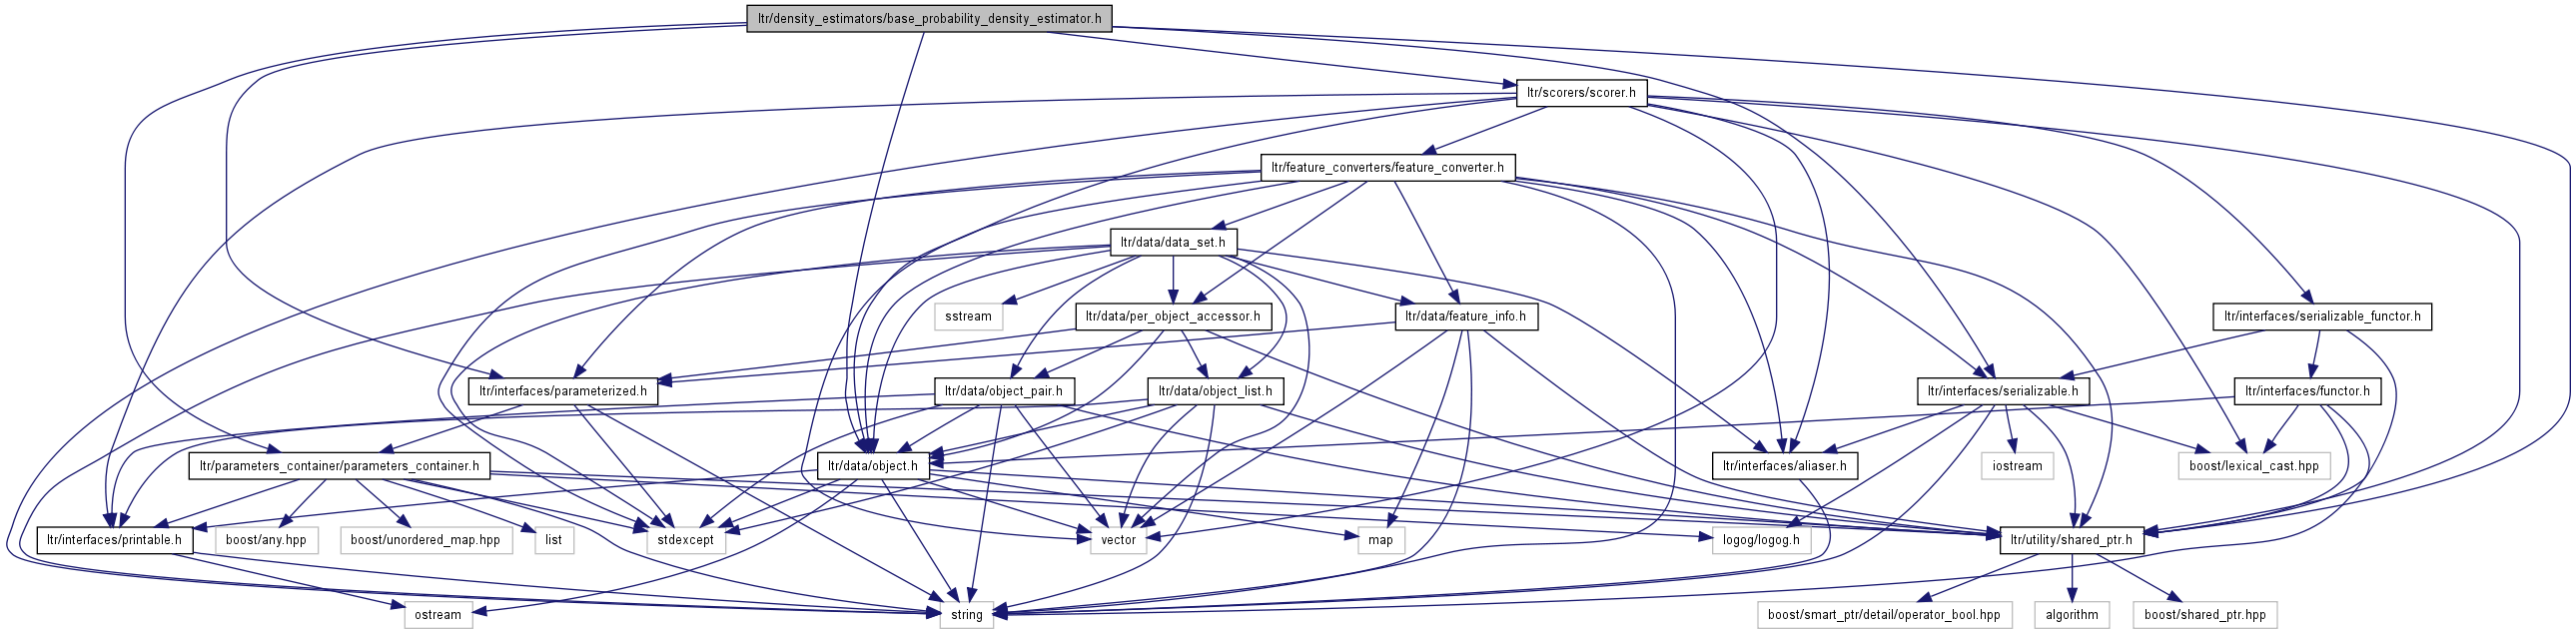 ltr/density_estimators/base_probability_density_estimator.h
ltr/scorers/scorer.h
ltr/feature_converters/feature_converter.h
ltr/data/data_set.h
sstream
ltr/data/per_object_accessor.h
ltr/data/feature_info.h
ltr/interfaces/serializable_functor.h
ltr/interfaces/parameterized.h
ltr/data/object_pair.h
ltr/data/object_list.h
ltr/interfaces/serializable.h
ltr/interfaces/functor.h
ltr/parameters_container/parameters_container.h
ltr/data/object.h
ltr/interfaces/aliaser.h
iostream
boost/lexical_cast.hpp
ltr/interfaces/printable.h
boost/any.hpp
boost/unordered_map.hpp
list
stdexcept
vector
map
logog/logog.h
ltr/utility/shared_ptr.h
ostream
string
boost/smart_ptr/detail/operator_bool.hpp
algorithm
boost/shared_ptr.hpp